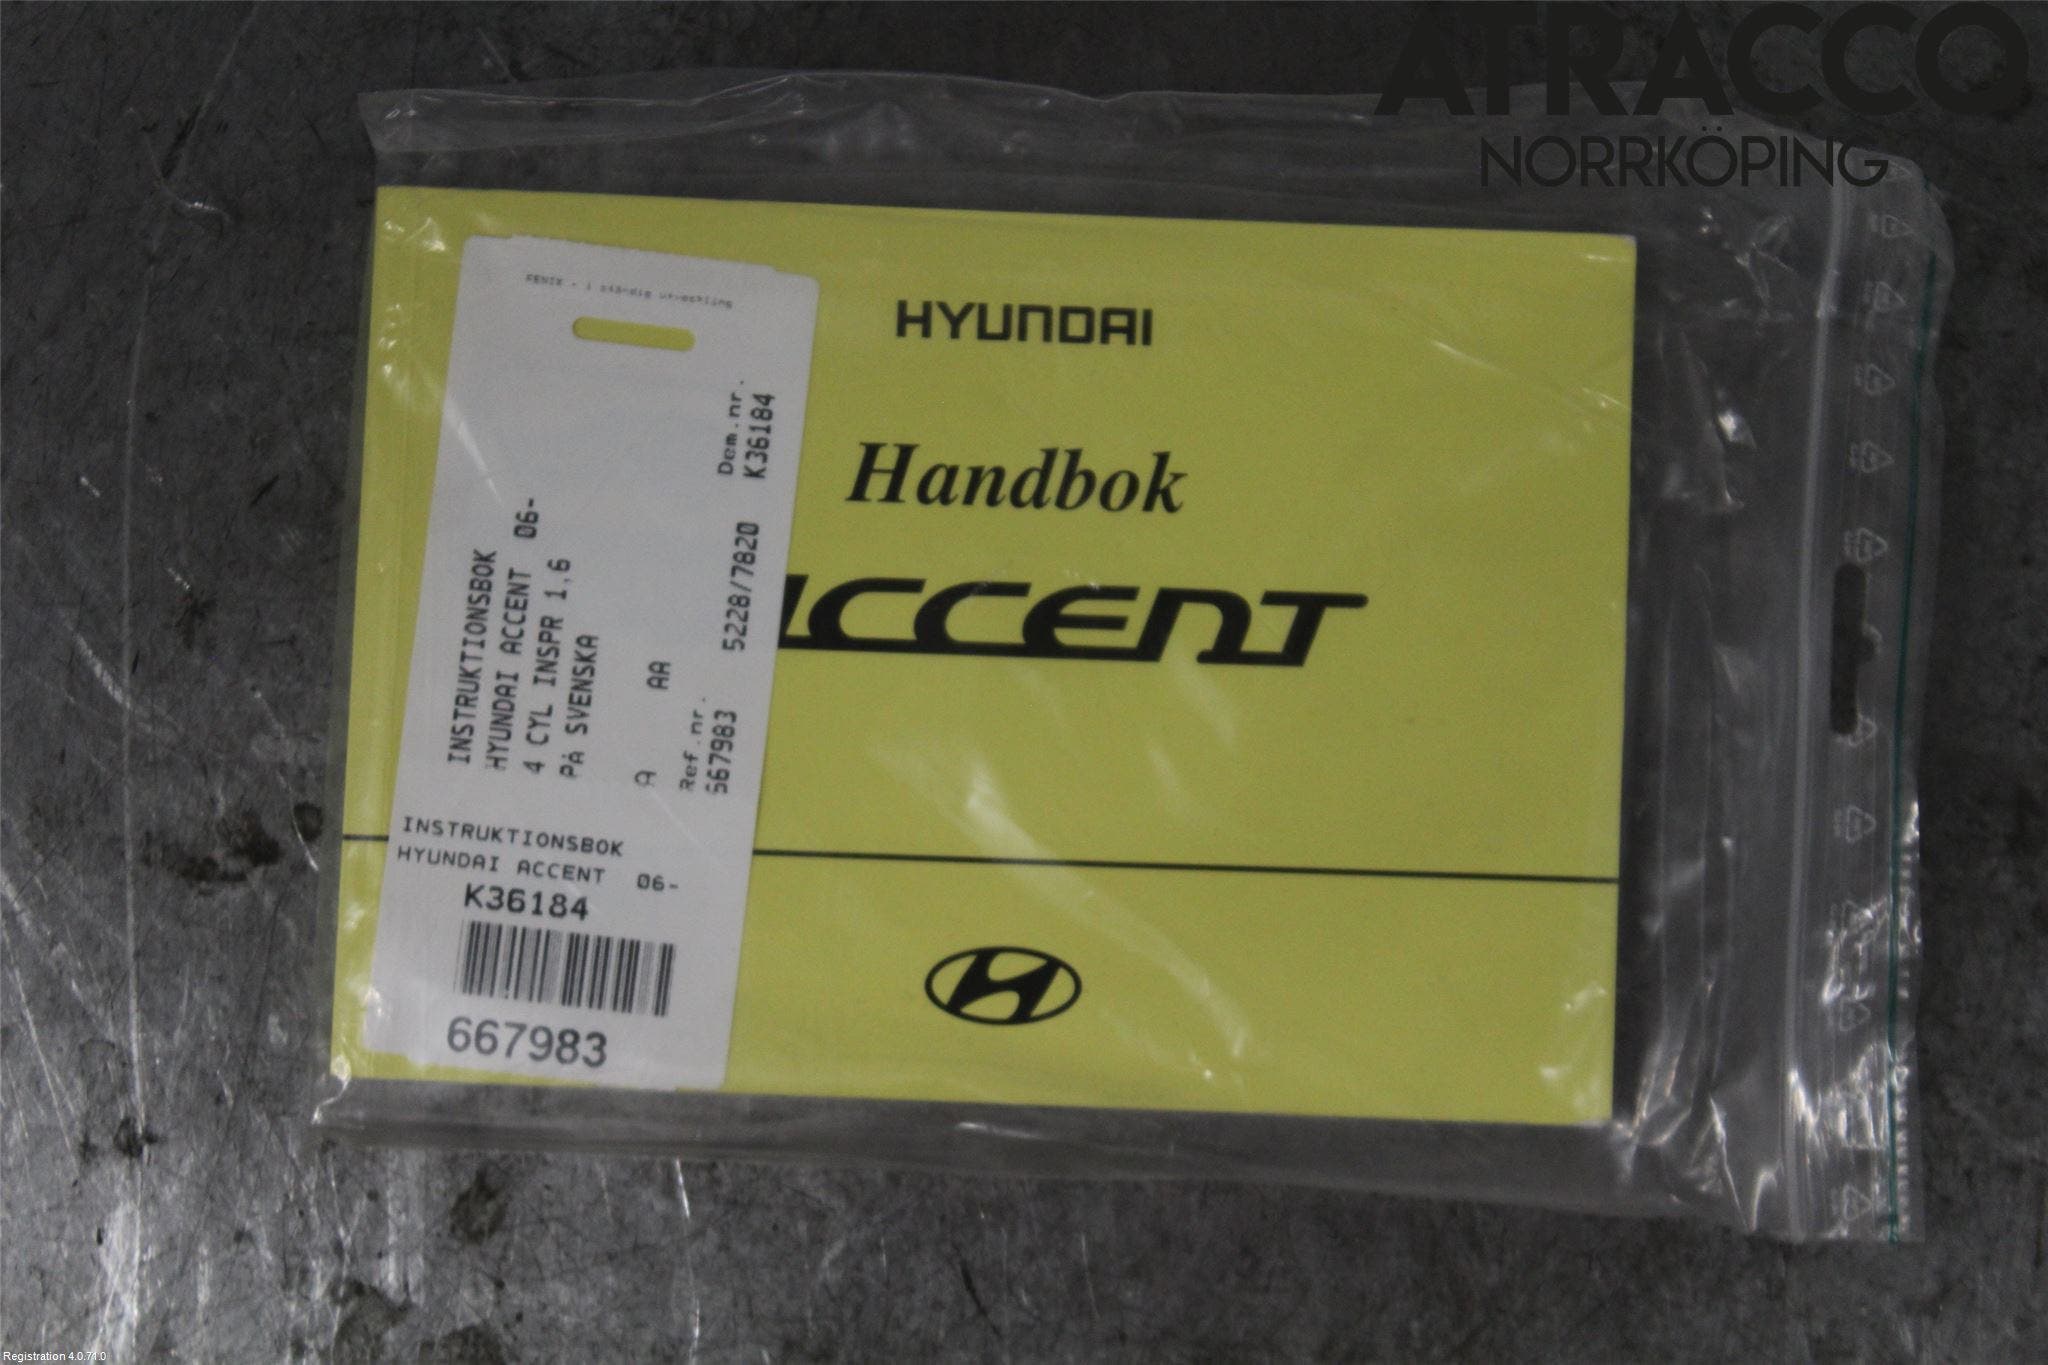 ATRACCO
NORRKÖPING
HYUNDAI
Handbok
ACCENT
INSTRUKTIONSBOK
HYUNDAI ACCENT 06-
4 CYL INSPR 1.6
PÅ SVENSKA
A AA
Ref.nr. Dem.nr.
667983 5228/7820 K36184
INSTRUKTIONSBOK
HYUNDAI ACCENT 06-
K36184
667983
Registration 4.0.71.0